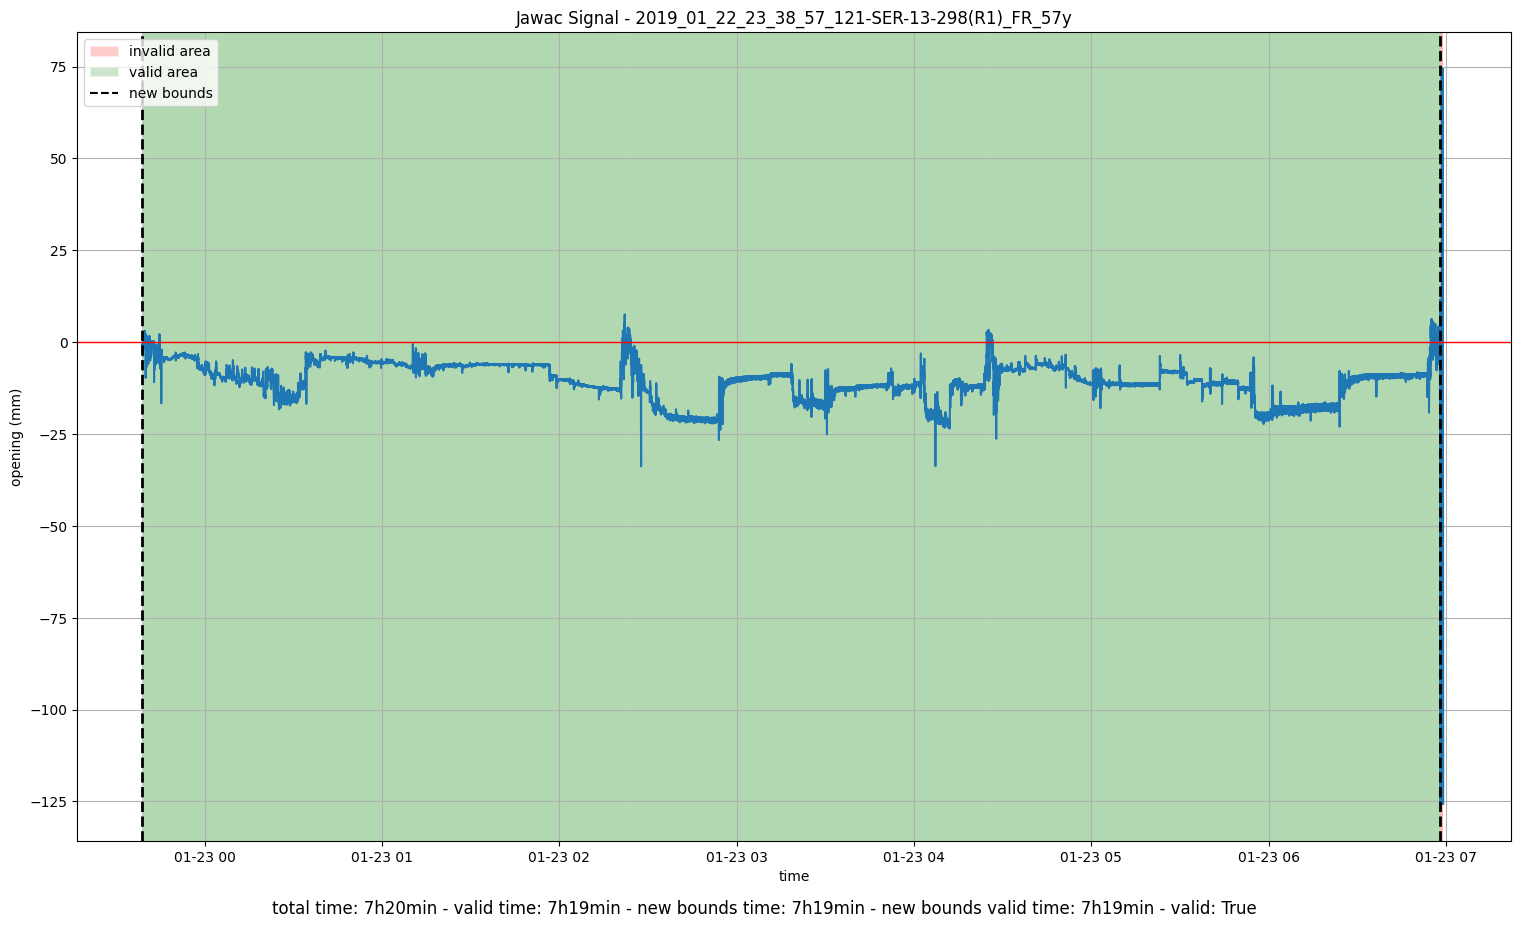 Jawac Signal - 2019_01_22_23_38_57_121-SER-13-298(R1)_FR_57y
invalid area
valid area
new bounds
75
50
25
0
−25
−50
−75
−100
−125
opening (mm)
01-23 00
01-23 01
01-23 02
01-23 03
01-23 04
01-23 05
01-23 06
01-23 07
time
total time: 7h20min - valid time: 7h19min - new bounds time: 7h19min - new bounds valid time: 7h19min - valid: True